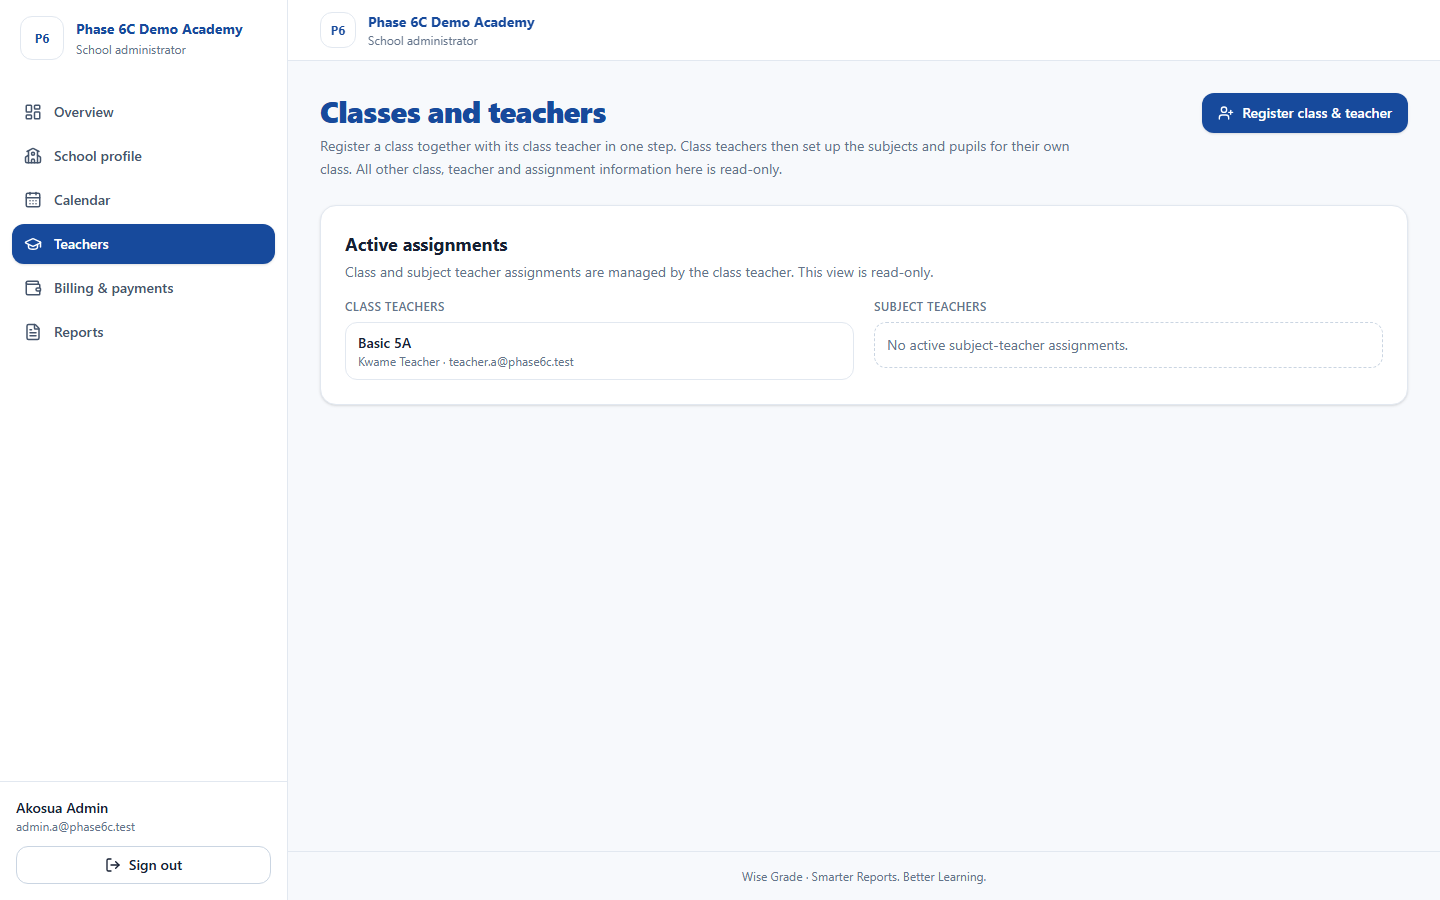 P6
Phase 6C Demo Academy
School administrator
Overview
School profile
Calendar
Teachers
Billing & payments
Reports
Akosua Admin
admin.a@phase6c.test
Sign out
P6
Phase 6C Demo Academy
School administrator
Classes and teachers
Register a class together with its class teacher in one step. Class teachers then set up the subjects and pupils for their own
class. All other class, teacher and assignment information here is read-only.
Register class & teacher
Active assignments
Class and subject teacher assignments are managed by the class teacher. This view is read-only.
CLASS TEACHERS
Basic 5A
Kwame Teacher · teacher.a@phase6c.test
SUBJECT TEACHERS
No active subject-teacher assignments.
Wise Grade · Smarter Reports. Better Learning.